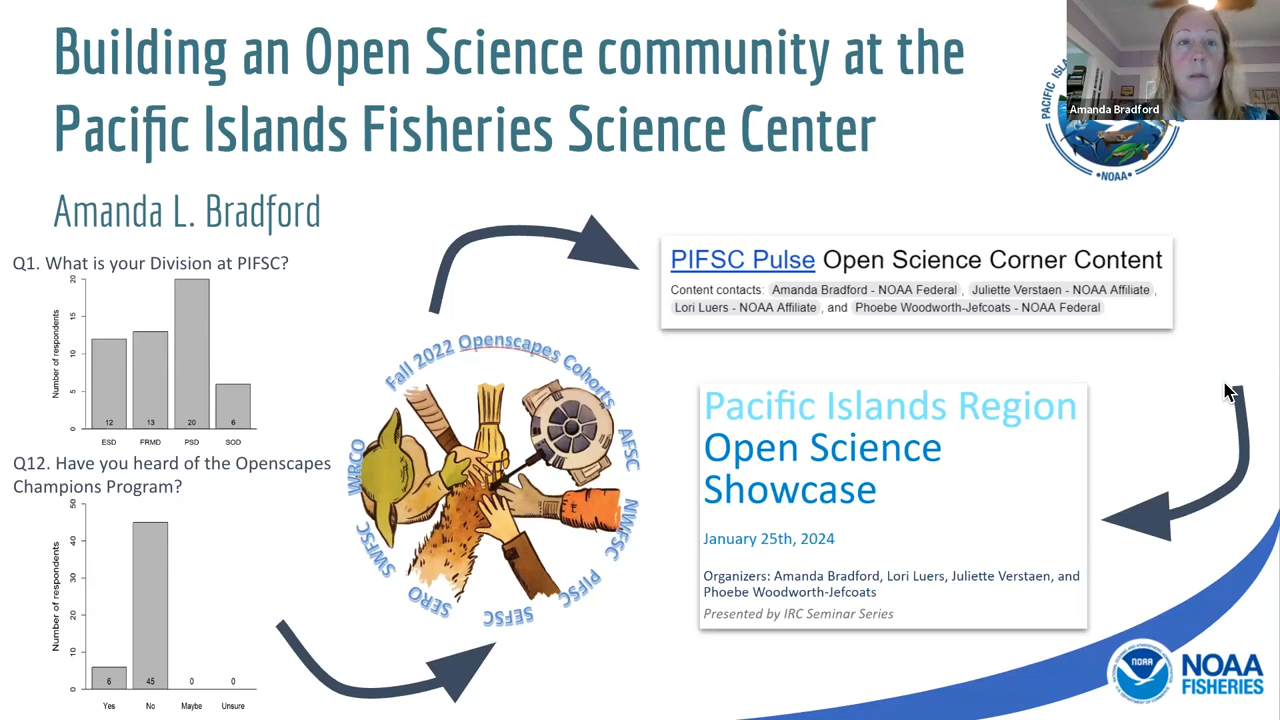 Building an Open Science community at the
Pacific Islands Fisheries Science Center
Amanda L. Bradford
Amanda Bradford
PACIFIC ISLA
•NOAA•
Q1. What is your Division at PIFSC?
Number of respondents
20
15
10
5
0
12
13
20
6
ESD
FRMD
PSD
SOD
Q12. Have you heard of the Openscapes
Champions Program?
Number of respondents
50
40
30
20
10
0
6
45
0
0
Yes
No
Maybe
Unsure
Fall 2022 Openscapes Cohorts
AFSC
NWFSC
PIFSC
SEFSC
SERO
SWFSC
WRCO
PIFSC Pulse Open Science Corner Content
Content contacts: Amanda Bradford - NOAA Federal , Juliette Verstaen - NOAA Affiliate ,
Lori Luers - NOAA Affiliate , and Phoebe Woodworth-Jefcoats - NOAA Federal
Pacific Islands Region
Open Science
Showcase
January 25th, 2024
Organizers: Amanda Bradford, Lori Luers, Juliette Verstaen, and
Phoebe Woodworth-Jefcoats
Presented by IRC Seminar Series
NOAA
NOAA
FISHERIES